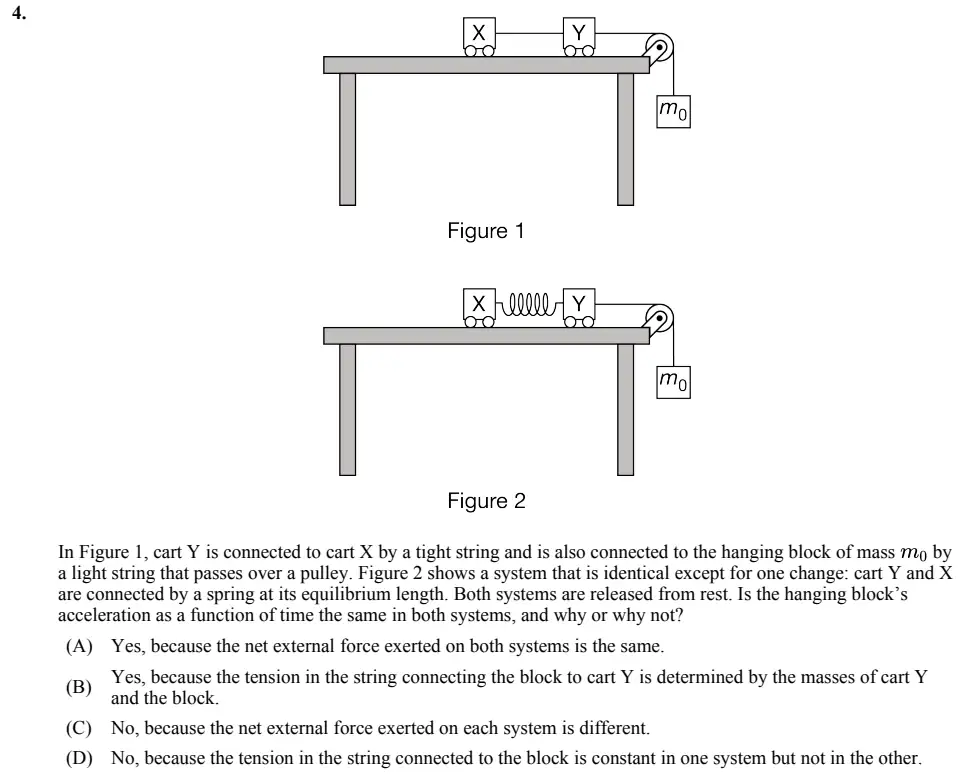 4.
X Y
m0
Figure 1
X Y
m0
Figure 2
In Figure 1, cart Y is connected to cart X by a tight string and is also connected to the hanging block of mass m0 by
a light string that passes over a pulley. Figure 2 shows a system that is identical except for one change: cart Y and X
are connected by a spring at its equilibrium length. Both systems are released from rest. Is the hanging block’s
acceleration as a function of time the same in both systems, and why or why not?
(A) Yes, because the net external force exerted on both systems is the same.
(B) Yes, because the tension in the string connecting the block to cart Y is determined by the masses of cart Y
and the block.
(C) No, because the net external force exerted on each system is different.
(D) No, because the tension in the string connected to the block is constant in one system but not in the other.